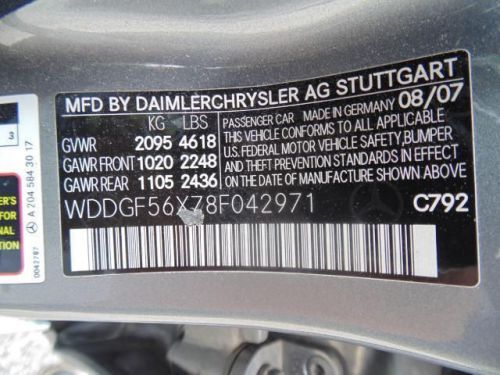 MFD BY DAIMLERCHRYSLER AG STUTTGART
KG LBS
GVWR 2095 4618
GAWR FRONT 1020 2248
GAWR REAR 1105 2436
PASSENGER CAR MADE IN GERMANY 08/07
THIS VEHICLE CONFORMS TO ALL APPLICABLE
U.S. FEDERAL MOTOR VEHICLE SAFETY, BUMPER
AND THEFT PREVENTION STANDARDS IN EFFECT
ON THE DATE OF MANUFACTURE SHOWN ABOVE.
WDDGF56X78F042971
C792
3
A 204 584 30 17